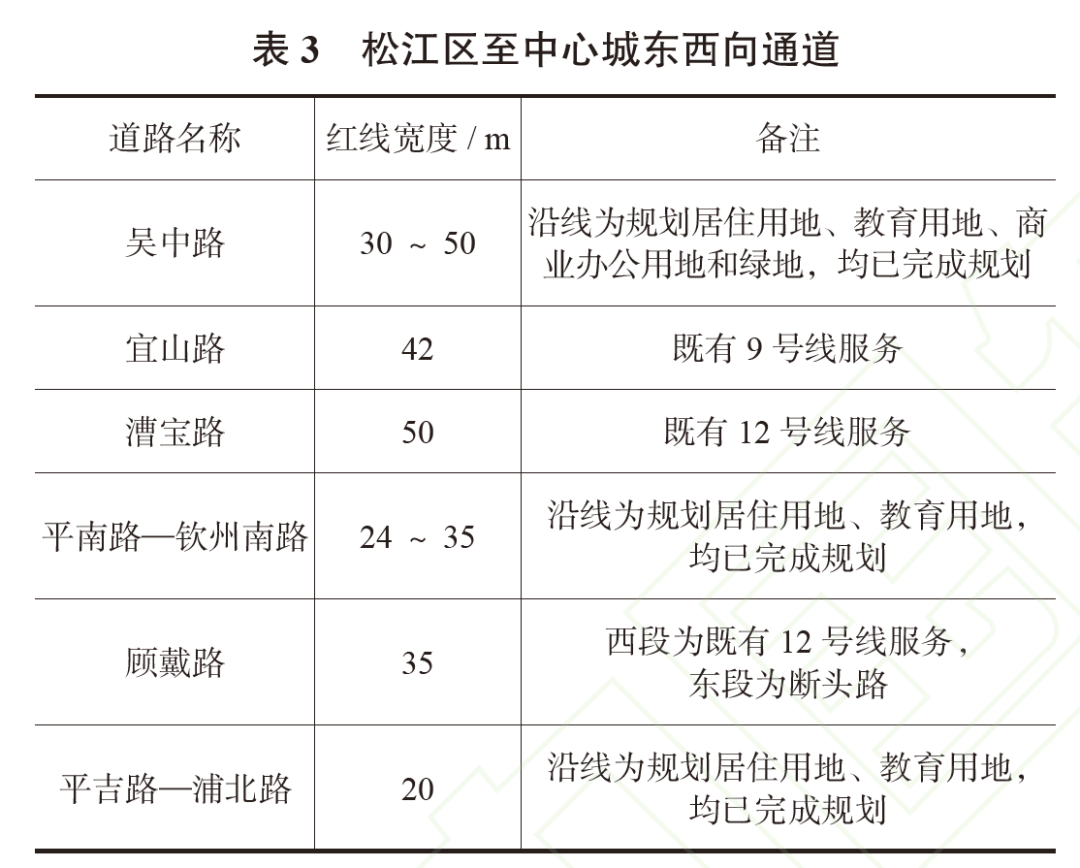 表 3 松江区至中心城东西向通道
道路名称 红线宽度 / m 备注
吴中路 30 ~ 50 沿线为规划居住用地、教育用地、商
业办公用地和绿地，均已完成规划
宜山路 42 既有 9 号线服务
漕宝路 50 既有 12 号线服务
平南路—钦州南路 24 ~ 35 沿线为规划居住用地、教育用地，
均已完成规划
顾戴路 35 西段为既有 12 号线服务，
东段为断头路
平吉路—浦北路 20 沿线为规划居住用地、教育用地，
均已完成规划